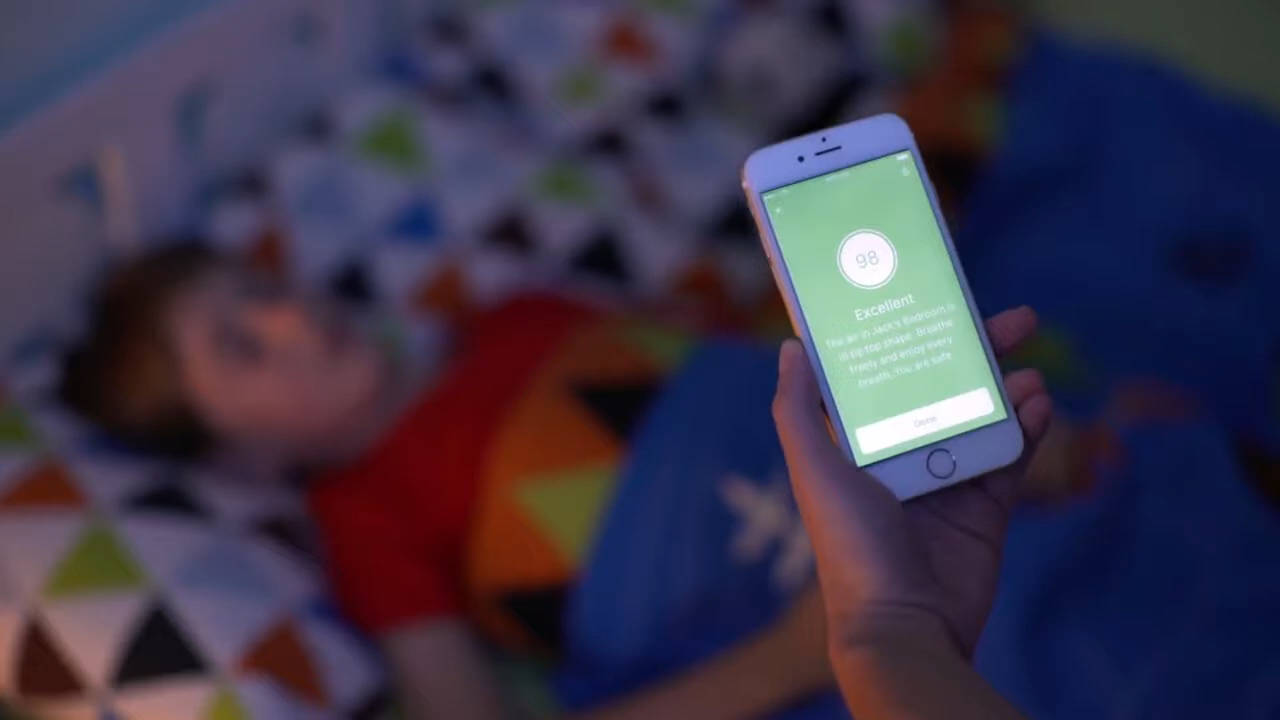 98
Excellent
The air in Jack's Bedroom is
in tip top shape. Breathe
freely and enjoy every
breath. You are safe
Done